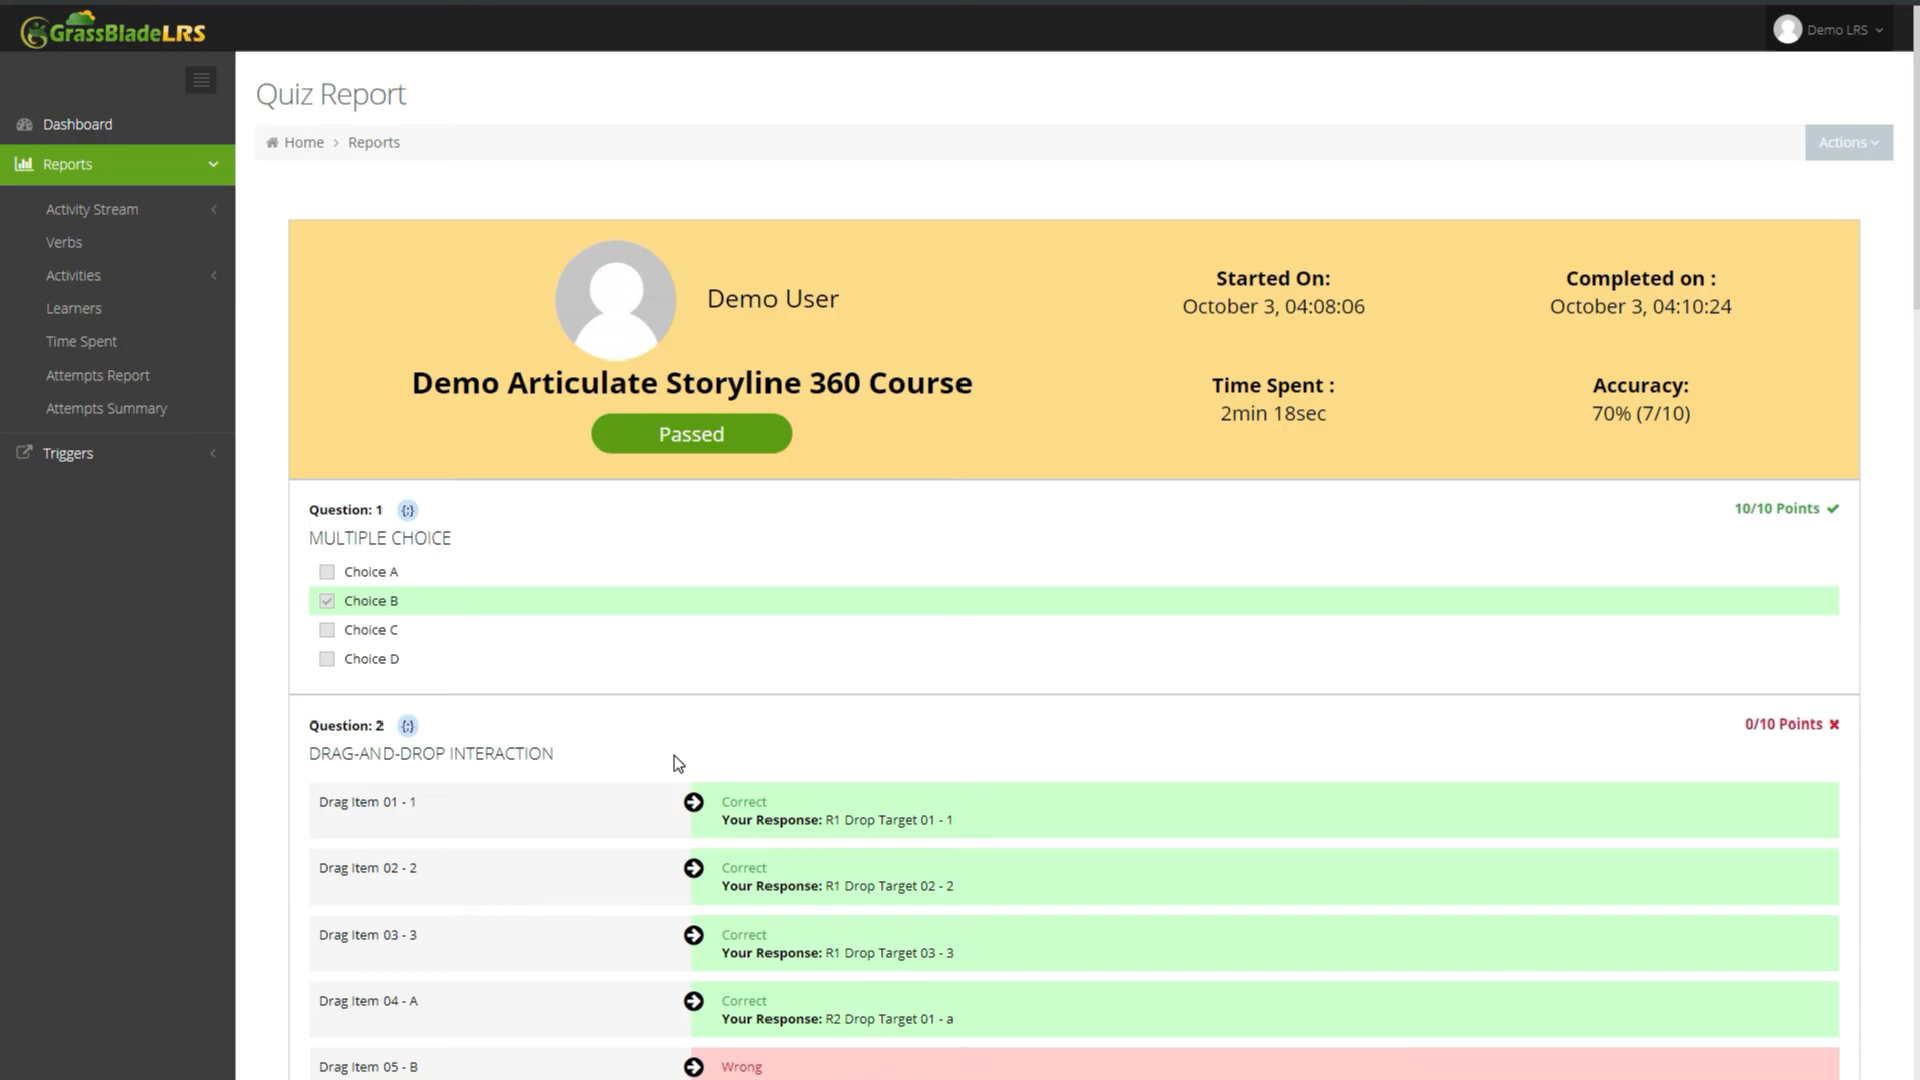 GrassBladeLRS
Demo LRS
Quiz Report
Home > Reports
Actions
Dashboard
Reports
Activity Stream
Verbs
Activities
Learners
Time Spent
Attempts Report
Attempts Summary
Triggers
Demo User
Demo Articulate Storyline 360 Course
Passed
Started On:
October 3, 04:08:06
Completed on :
October 3, 04:10:24
Time Spent :
2min 18sec
Accuracy:
70% (7/10)
Question: 1 {;}
10/10 Points
MULTIPLE CHOICE
Choice A
Choice B
Choice C
Choice D
Question: 2 {;}
0/10 Points
DRAG-AND-DROP INTERACTION
Drag Item 01 - 1
Correct
Your Response: R1 Drop Target 01 - 1
Drag Item 02 - 2
Correct
Your Response: R1 Drop Target 02 - 2
Drag Item 03 - 3
Correct
Your Response: R1 Drop Target 03 - 3
Drag Item 04 - A
Correct
Your Response: R2 Drop Target 01 - a
Drag Item 05 - B
Wrong